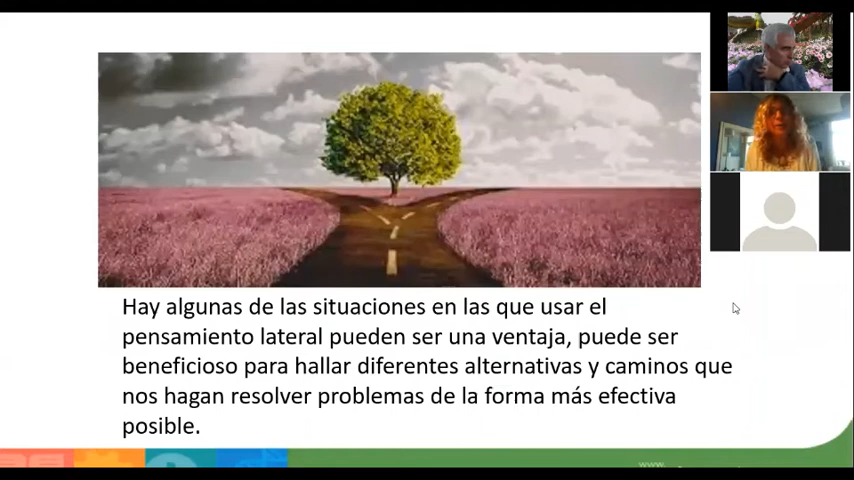 Hay algunas de las situaciones en las que usar el
pensamiento lateral pueden ser una ventaja, puede ser
beneficioso para hallar diferentes alternativas y caminos que
nos hagan resolver problemas de la forma más efectiva
posible.
www.